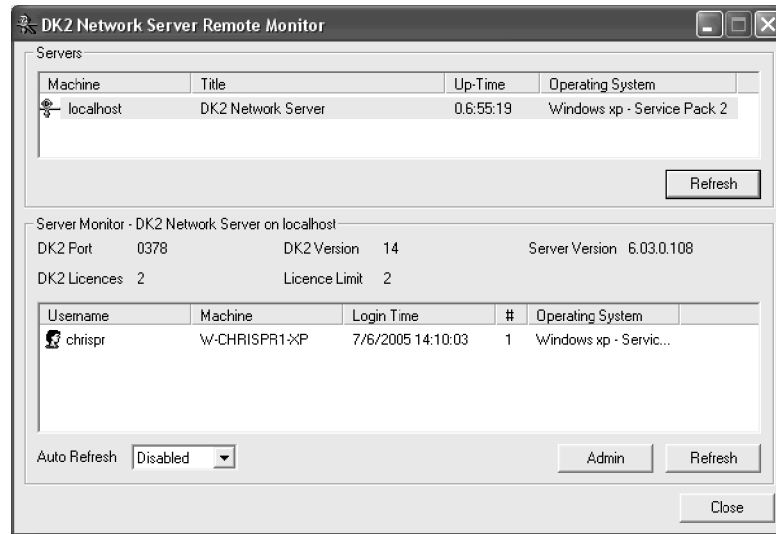 DK2 Network Server Remote Monitor
Servers
Machine Title Up-Time Operating System
localhost DK2 Network Server 0.6:55:19 Windows xp - Service Pack 2
Refresh
Server Monitor - DK2 Network Server on localhost
DK2 Port 0378 DK2 Version 14 Server Version 6.03.0.108
DK2 Licences 2 Licence Limit 2
Username Machine Login Time # Operating System
chrispr W-CHRISPR1-XP 7/6/2005 14:10:03 1 Windows xp - Servic...
Auto Refresh Disabled Admin Refresh
Close